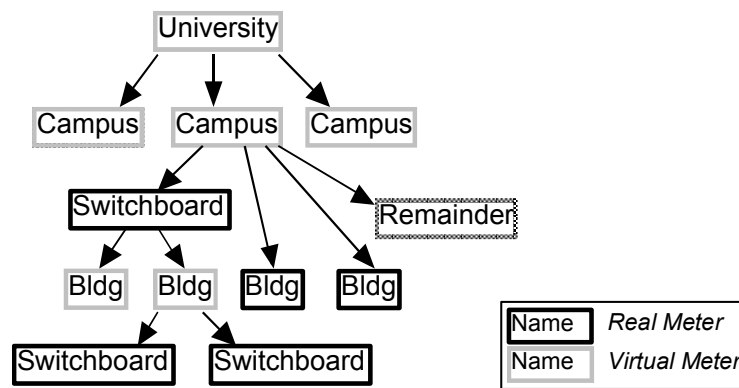 University
Campus Campus Campus
Switchboard
Remainder
Bldg Bldg Bldg Bldg
Name Real Meter
Switchboard Switchboard
Name Virtual Meter